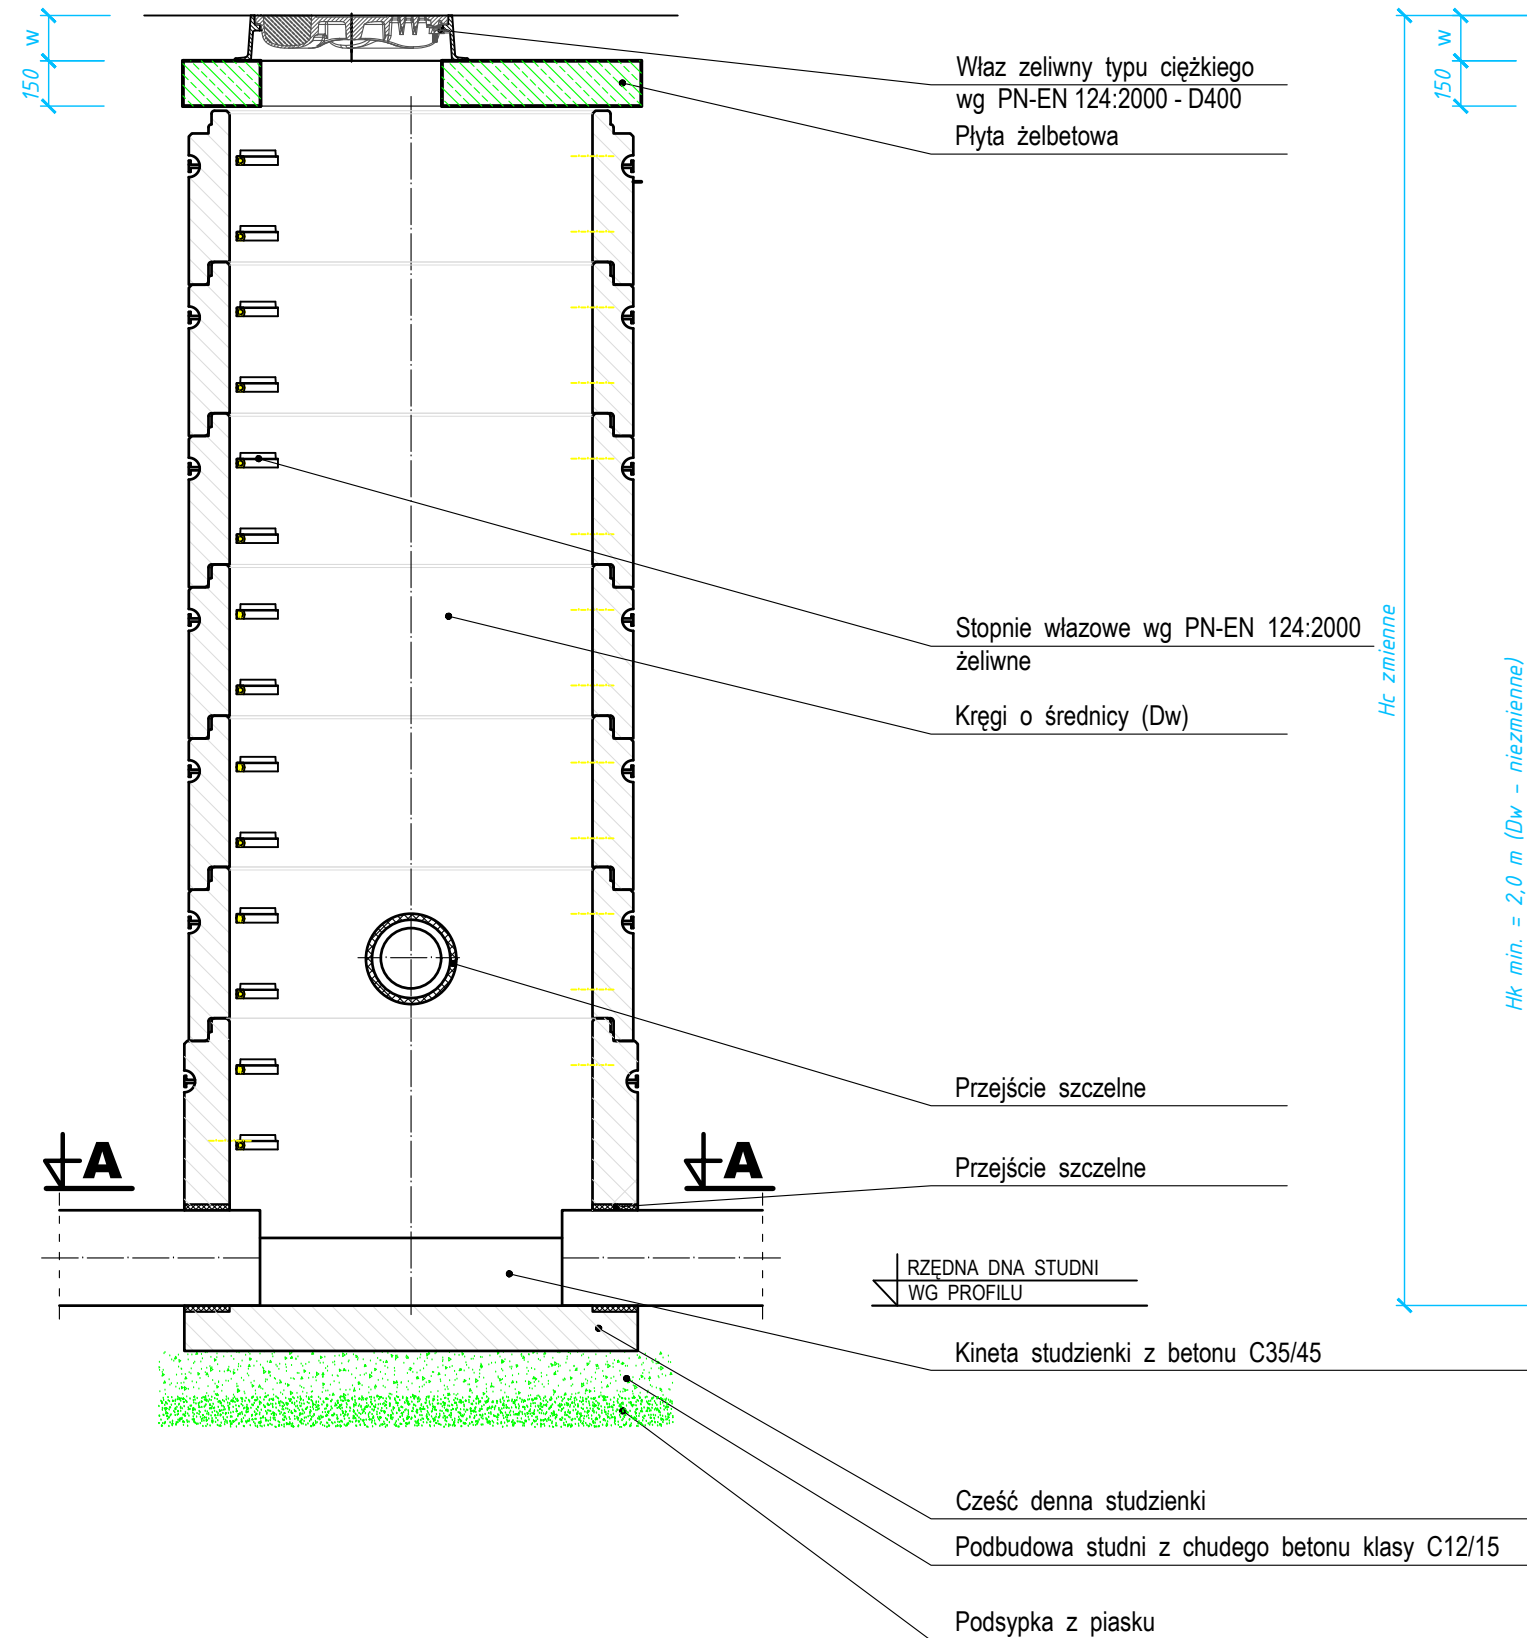 w
150
w
150
Właz zeliwny typu ciężkiego
wg PN-EN 124:2000 - D400
Płyta żelbetowa
Stopnie włazowe wg PN-EN 124:2000
żeliwne
Kręgi o średnicy (Dw)
Hc zmienne
Hk min. = 2,0 m (Dw - niezmienne)
Przejście szczelne
A
A
Przejście szczelne
RZĘDNA DNA STUDNI
WG PROFILU
Kineta studzienki z betonu C35/45
Cześć denna studzienki
Podbudowa studni z chudego betonu klasy C12/15
Podsypka z piasku